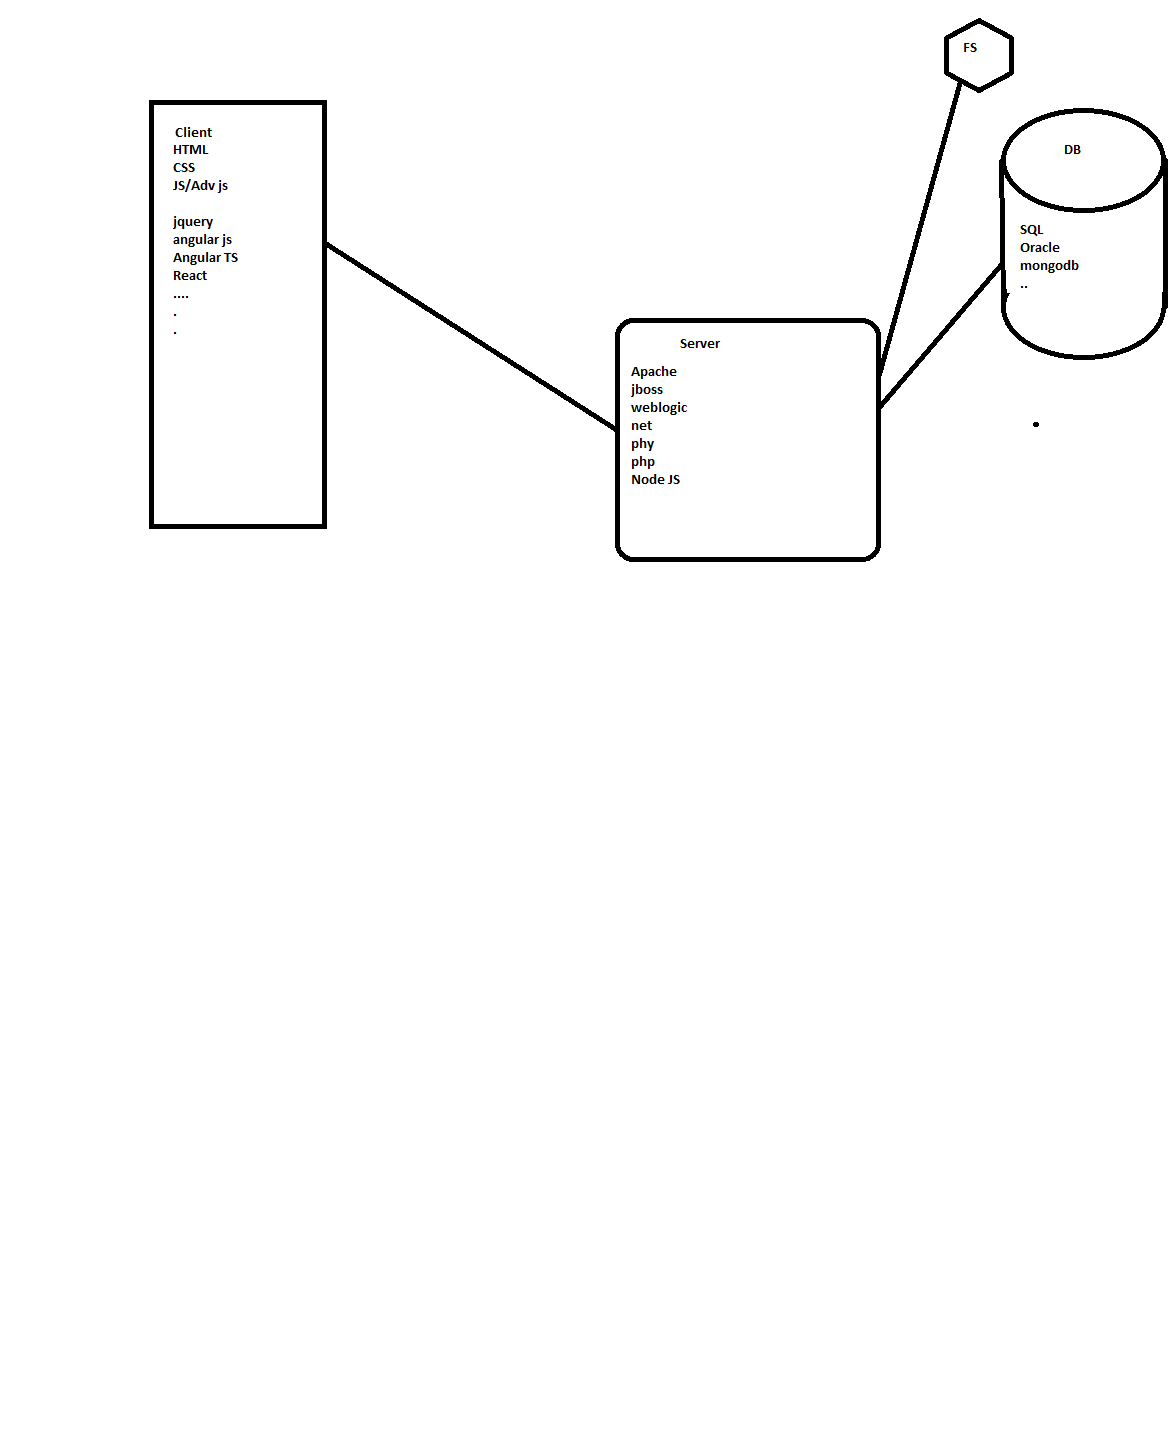 Client
HTML
CSS
JS/Adv js
jquery
angular js
Angular TS
React
....
.
.
Server
Apache
jboss
weblogic
net
phy
php
Node JS
FS
DB
SQL
Oracle
mongodb
..